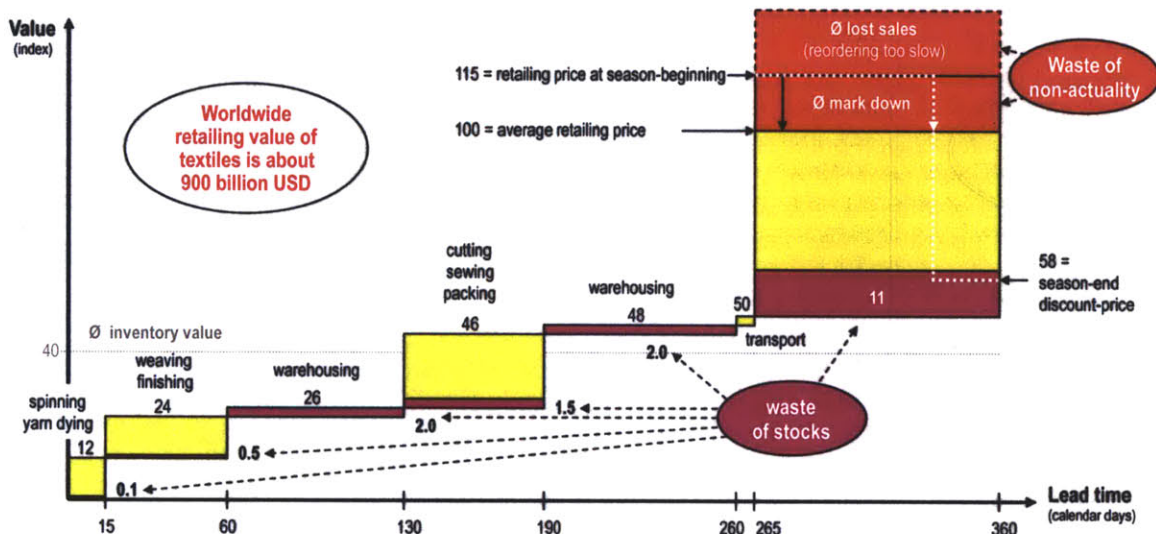 Value
(index)
Worldwide
retailing value of
textiles is about
900 billion USD
Ø lost sales
(reordering too slow)
115 = retailing price at season-beginning
Ø mark down
100 = average retailing price
Waste of
non-actuality
58 =
season-end
discount-price
11
cutting
sewing
packing
46
warehousing
48
50
transport
Ø inventory value
40
weaving
finishing
24
warehousing
26
spinning
yarn dying
12
2.0
1.5
2.0
0.5
0.1
waste
of stocks
15
60
130
190
260
265
360
Lead time
(calendar days)